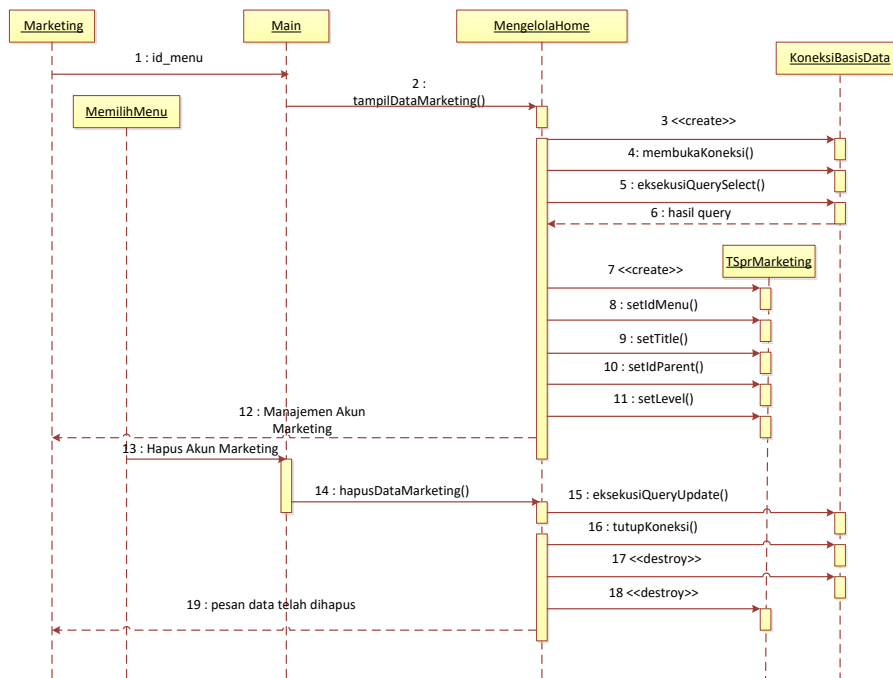 Marketing
Main
MengelolaHome
KoneksiBasisData
1 : id_menu
2 :
tampilDataMarketing()
MemilihMenu
3 <<create>>
4: membukaKoneksi()
5 : eksekusiQuerySelect()
6 : hasil query
TSprMarketing
7 <<create>>
8 : setIdMenu()
9 : setTitle()
10 : setIdParent()
11 : setLevel()
12 : Manajemen Akun
Marketing
13 : Hapus Akun Marketing
14 : hapusDataMarketing()
15 : eksekusiQueryUpdate()
16 : tutupKoneksi()
17 <<destroy>>
18 <<destroy>>
19 : pesan data telah dihapus